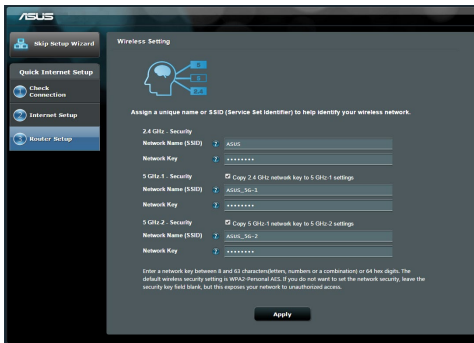 ASUS
Skip Setup Wizard
Wireless Setting
Quick Internet Setup
1 Check Connection
2 Internet Setup
3 Router Setup
5
5
2.4
Assign a unique name or SSID (Service Set Identifier) to help identify your wireless network.
2.4 GHz - Security
Network Name (SSID) ? ASUS
Network Key ? ••••••••
5 GHz-1 - Security Copy 2.4 GHz network key to 5 GHz-1 settings
Network Name (SSID) ? ASUS_5G-1
Network Key ? ••••••••
5 GHz-2 - Security Copy 5 GHz-1 network key to 5 GHz-2 settings
Network Name (SSID) ? ASUS_5G-2
Network Key ? ••••••••
Enter a network key between 8 and 63 characters(letters, numbers or a combination) or 64 hex digits. The
default wireless security setting is WPA2-Personal AES. If you do not want to set the network security, leave the
security key field blank, but this exposes your network to unauthorized access.
Apply